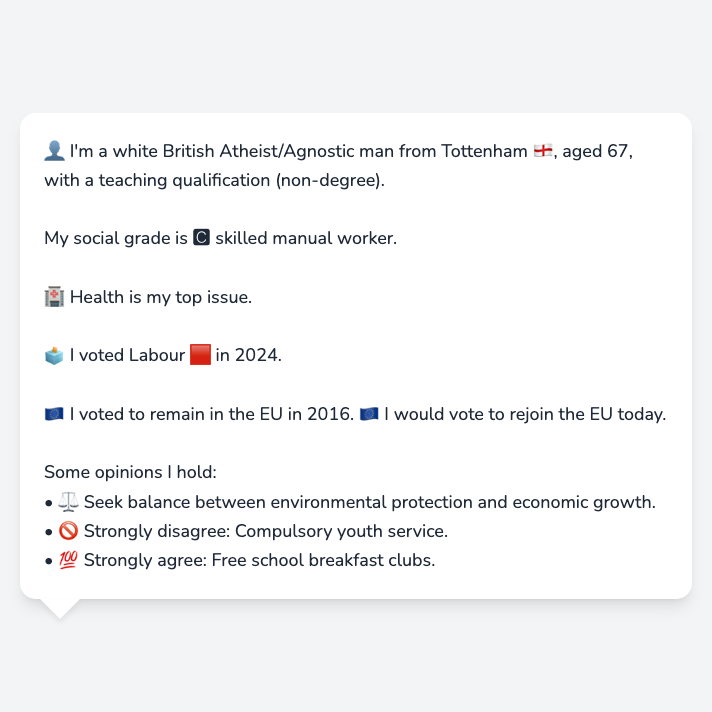 👤 I'm a white British Atheist/Agnostic man from Tottenham 🏴󠁧󠁢󠁥󠁮󠁧󠁿, aged 67,
with a teaching qualification (non-degree).
My social grade is 🅲 skilled manual worker.
🏥 Health is my top issue.
🗳️ I voted Labour 🟥 in 2024.
🇪🇺 I voted to remain in the EU in 2016. 🇪🇺 I would vote to rejoin the EU today.
Some opinions I hold:
• ⚖️ Seek balance between environmental protection and economic growth.
• 🚫 Strongly disagree: Compulsory youth service.
• 💯 Strongly agree: Free school breakfast clubs.